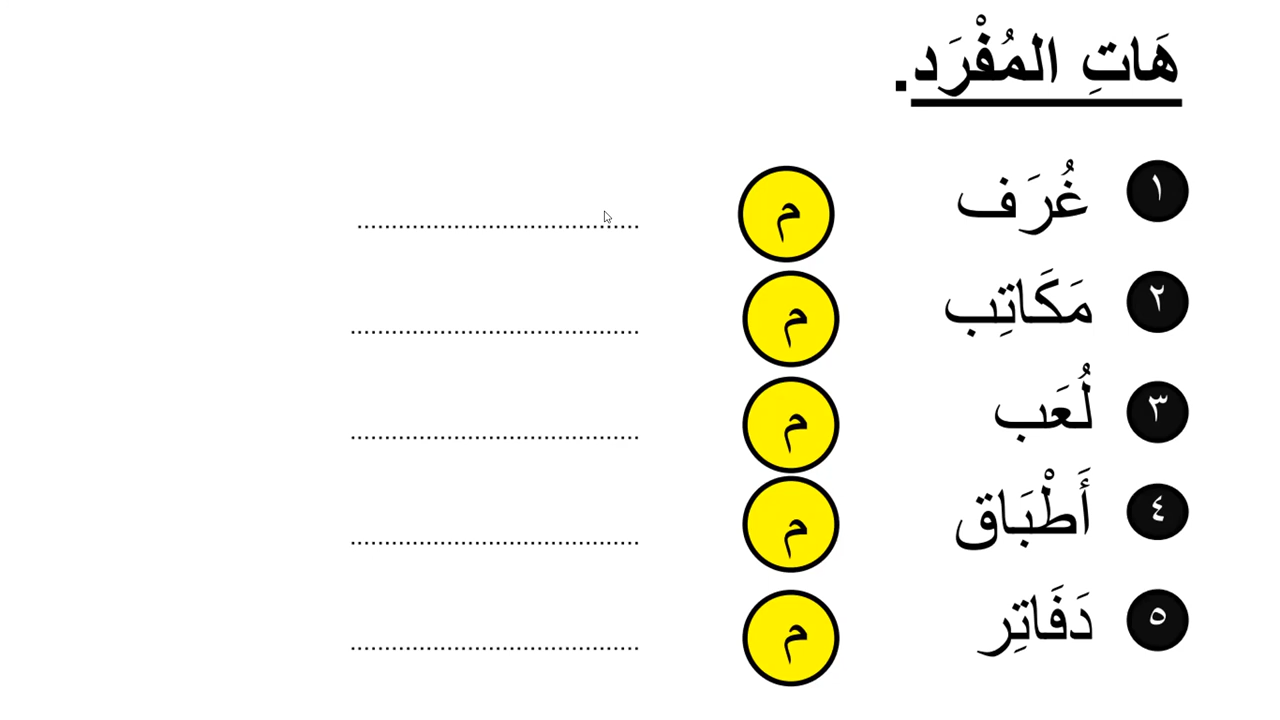 هَاتِ المُفْرَد.
١ غُرَف م ........................................
٢ مَكَاتِب م ........................................
٣ لُعَب م ........................................
٤ أَطْبَاق م ........................................
٥ دَفَاتِر م ........................................